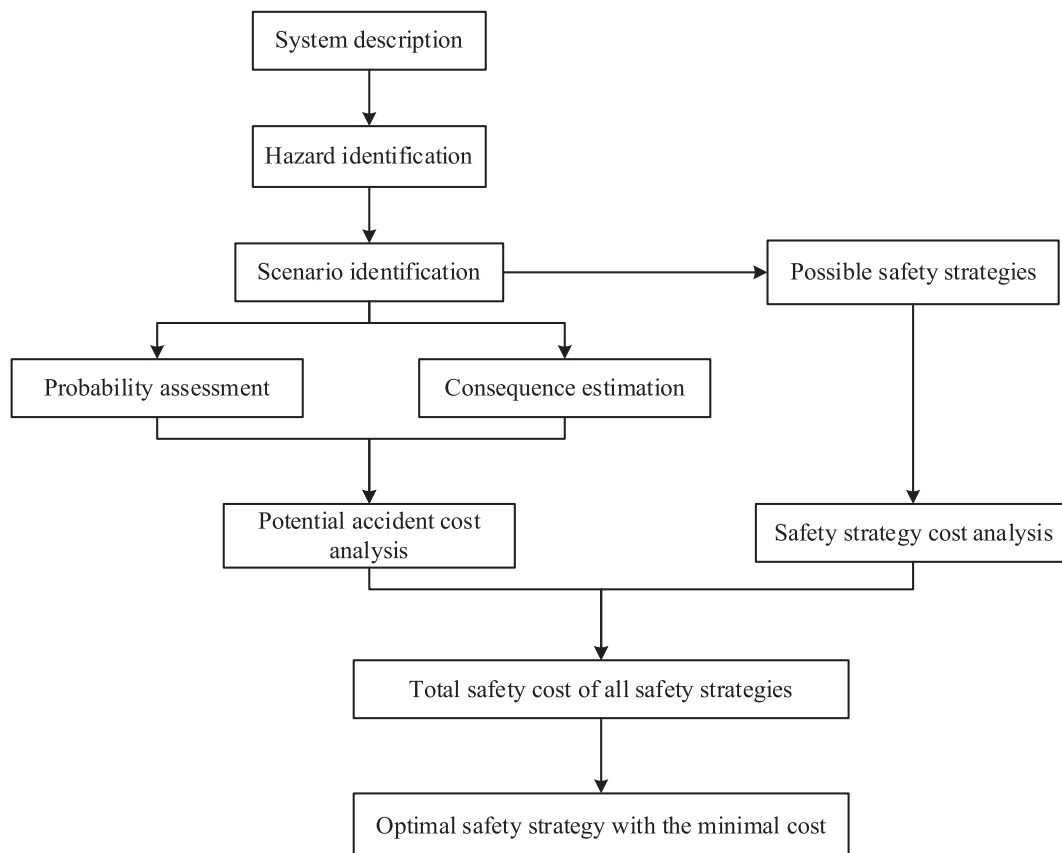 System description
Hazard identification
Scenario identification
Possible safety strategies
Probability assessment
Consequence estimation
Potential accident cost
analysis
Safety strategy cost analysis
Total safety cost of all safety strategies
Optimal safety strategy with the minimal cost